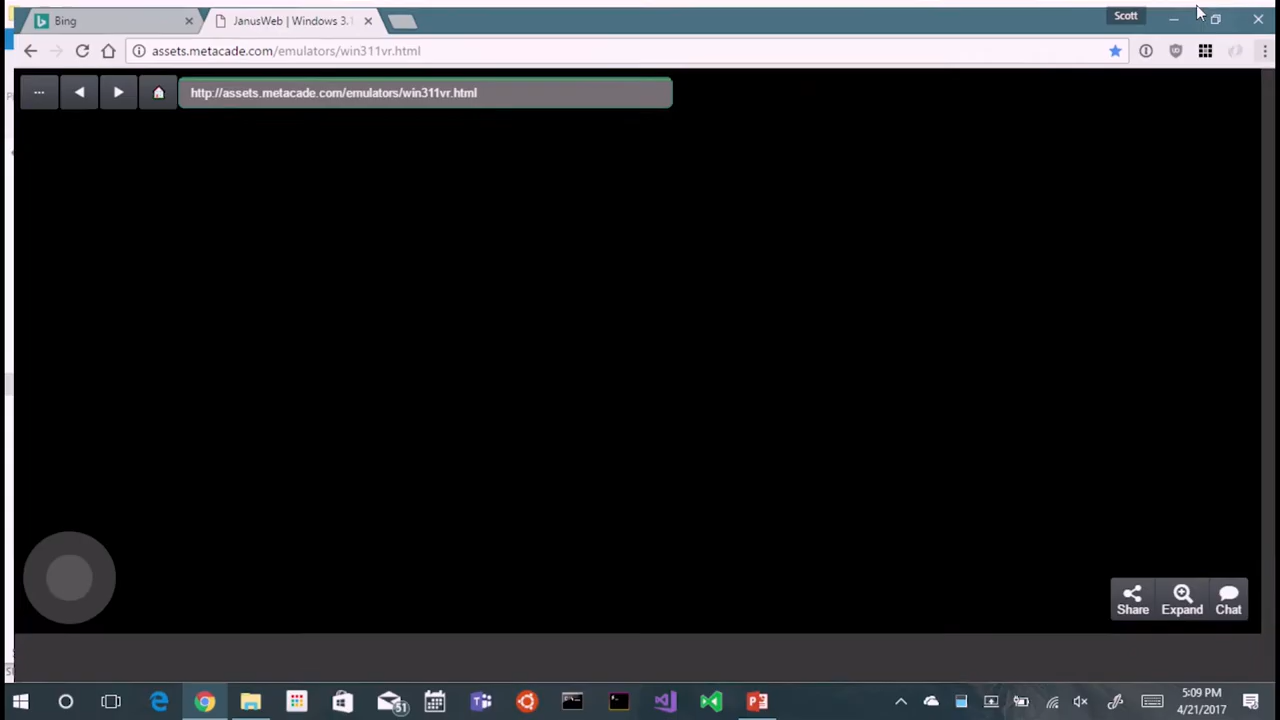 Bing
JanusWeb | Windows 3.1
Scott
assets.metacade.com/emulators/win311vr.html
http://assets.metacade.com/emulators/win311vr.html
Share
Expand
Chat
51
5:09 PM
4/21/2017